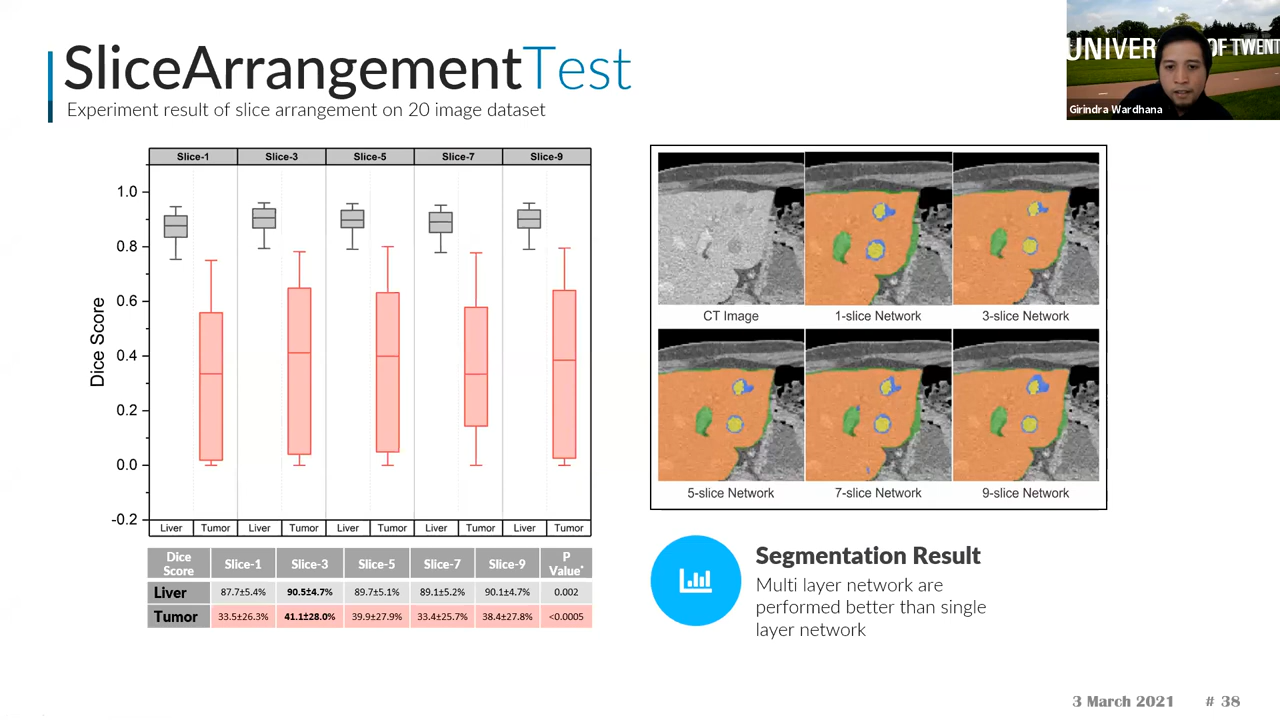 SliceArrangementTest
Experiment result of slice arrangement on 20 image dataset
UNIVER OF TWENT
Girindra Wardhana
Slice-1 Slice-3 Slice-5 Slice-7 Slice-9
1.0
0.8
0.6
0.4
0.2
0.0
-0.2
Dice Score
Liver Tumor Liver Tumor Liver Tumor Liver Tumor Liver Tumor
Dice Score Slice-1 Slice-3 Slice-5 Slice-7 Slice-9 P Value*
Liver 87.7±5.4% 90.5±4.7% 89.7±5.1% 89.1±5.2% 90.1±4.7% 0.002
Tumor 33.5±26.3% 41.1±28.0% 39.9±27.9% 33.4±25.7% 38.4±27.8% <0.0005
CT Image 1-slice Network 3-slice Network
5-slice Network 7-slice Network 9-slice Network
Segmentation Result
Multi layer network are
performed better than single
layer network
3 March 2021 # 38